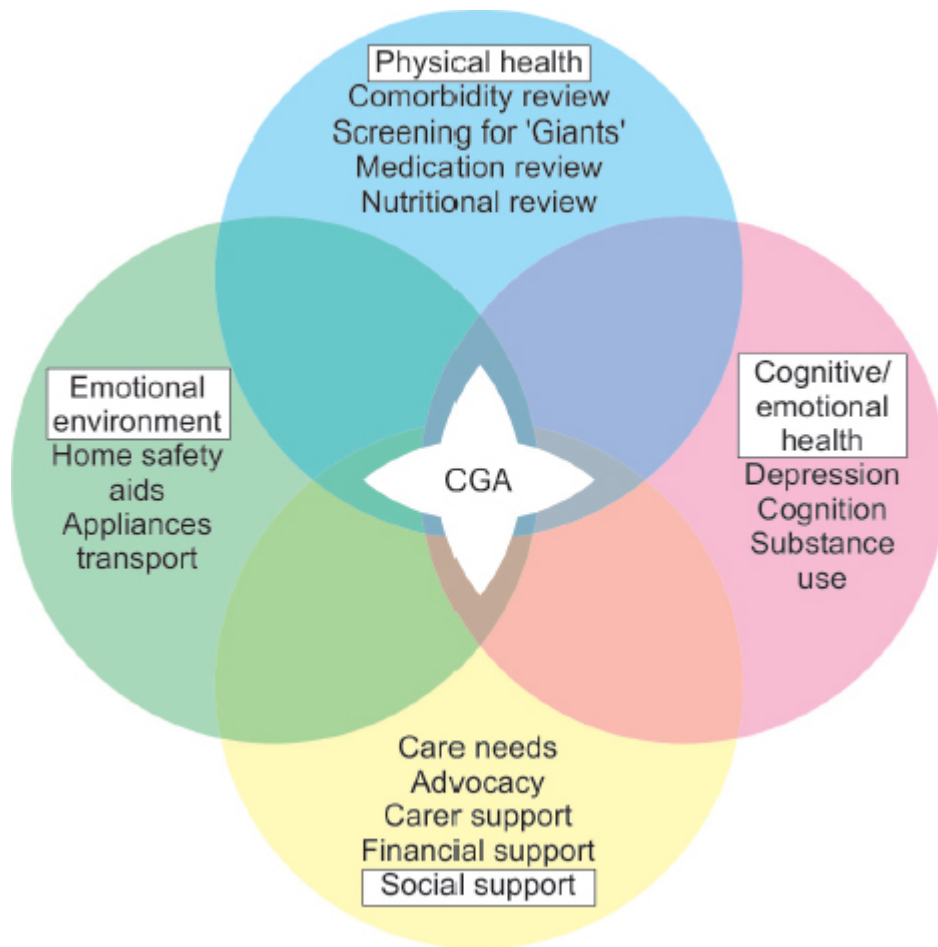 Physical health
Comorbidity review
Screening for 'Giants'
Medication review
Nutritional review
Emotional
environment
Home safety
aids
Appliances
transport
CGA
Cognitive/
emotional
health
Depression
Cognition
Substance
use
Care needs
Advocacy
Carer support
Financial support
Social support